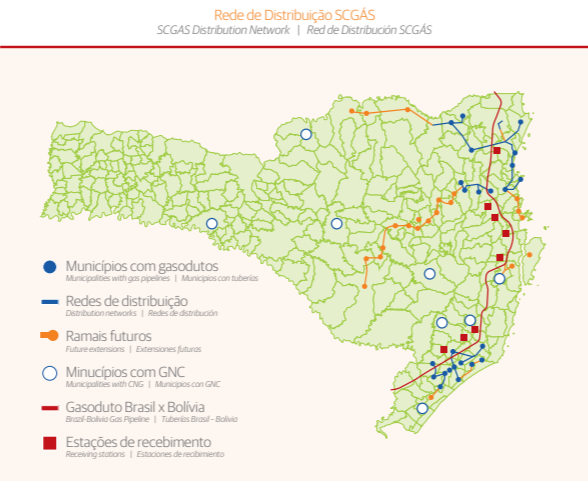 Rede de Distribuição SCGÁS
SCGAS Distribution Network | Red de Distribución SCGÁS
Municípios com gasodutos
Municipalities with gas pipelines | Municipios con tuberías
Redes de distribuição
Distribution networks | Redes de distribución
Ramais futuros
Future extensions | Extensiones futuras
Minucípios com GNC
Municipalities with CNG | Municipios con GNC
Gasoduto Brasil x Bolívia
Brazil-Bolivia Gas Pipeline | Tuberías Brasil - Bolivia
Estações de recebimento
Receiving stations | Estaciones de recibimiento